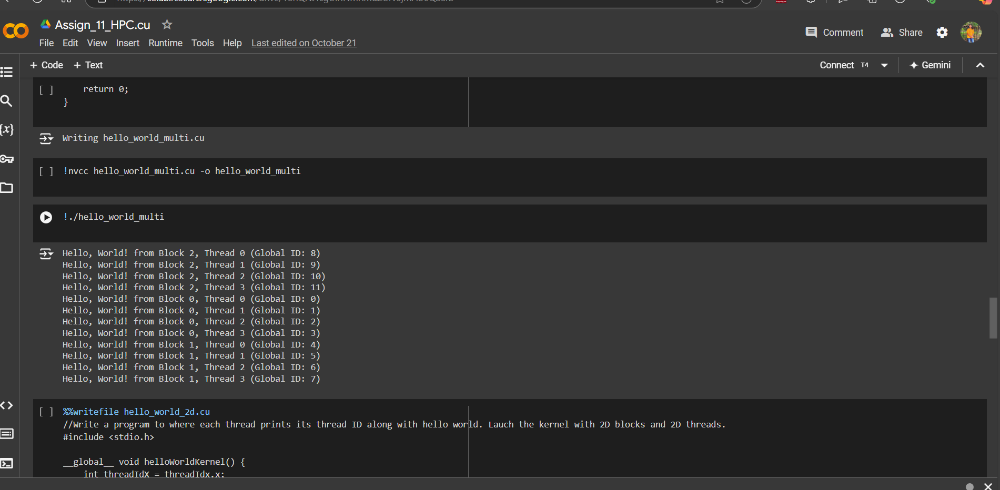 Assign_11_HPC.cu
File Edit View Insert Runtime Tools Help Last edited on October 21
Comment Share
+ Code + Text
Connect T4 Gemini
[ ] return 0;
}
Writing hello_world_multi.cu
[ ] !nvcc hello_world_multi.cu -o hello_world_multi
!./hello_world_multi
Hello, World! from Block 2, Thread 0 (Global ID: 8)
Hello, World! from Block 2, Thread 1 (Global ID: 9)
Hello, World! from Block 2, Thread 2 (Global ID: 10)
Hello, World! from Block 2, Thread 3 (Global ID: 11)
Hello, World! from Block 0, Thread 0 (Global ID: 0)
Hello, World! from Block 0, Thread 1 (Global ID: 1)
Hello, World! from Block 0, Thread 2 (Global ID: 2)
Hello, World! from Block 0, Thread 3 (Global ID: 3)
Hello, World! from Block 1, Thread 0 (Global ID: 4)
Hello, World! from Block 1, Thread 1 (Global ID: 5)
Hello, World! from Block 1, Thread 2 (Global ID: 6)
Hello, World! from Block 1, Thread 3 (Global ID: 7)
[ ] %%writefile hello_world_2d.cu
//Write a program to where each thread prints its thread ID along with hello world. Lauch the kernel with 2D blocks and 2D threads.
#include <stdio.h>
__global__ void helloWorldKernel() {
int threadIdX = threadIdx.x;